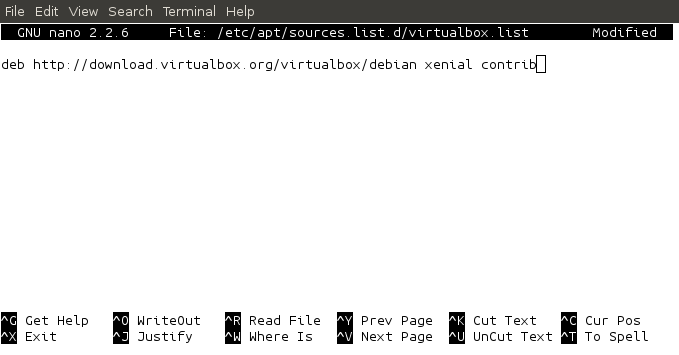 File Edit View Search Terminal Help
GNU nano 2.2.6 File: /etc/apt/sources.list.d/virtualbox.list Modified
deb http://download.virtualbox.org/virtualbox/debian xenial contrib
^G Get Help ^O WriteOut ^R Read File ^Y Prev Page ^K Cut Text ^C Cur Pos
^X Exit ^J Justify ^W Where Is ^V Next Page ^U UnCut Text ^T To Spell